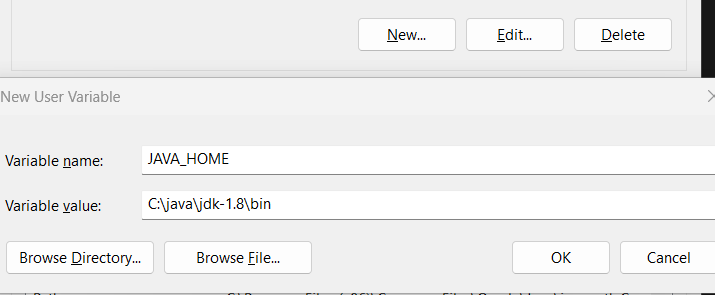 New... Edit... Delete
New User Variable
Variable name: JAVA_HOME
Variable value: C:\java\jdk-1.8\bin
Browse Directory... Browse File... OK Cancel